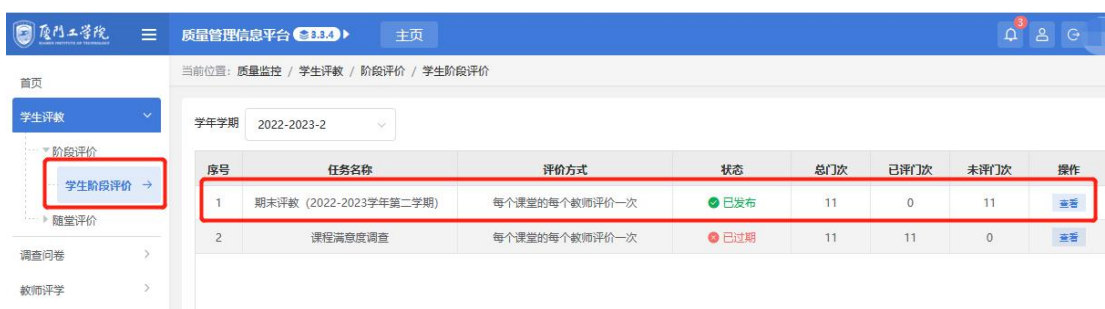 厦门工学院
XIAMEN INSTITUTE OF TECHNOLOGY
质量管理信息平台 3.3.4
主页
3
当前位置: 质量监控 / 学生评教 / 阶段评价 / 学生阶段评价
首页
学生评教
阶段评价
学生阶段评价 →
随堂评价
调查问卷
教师评学
学年学期 2022-2023-2
序号 任务名称 评价方式 状态 总门次 已评门次 未评门次 操作
1 期末评教 (2022-2023学年第二学期) 每个课堂的每个教师评价一次 已发布 11 0 11 查看
2 课程满意度调查 每个课堂的每个教师评价一次 已过期 11 11 0 查看